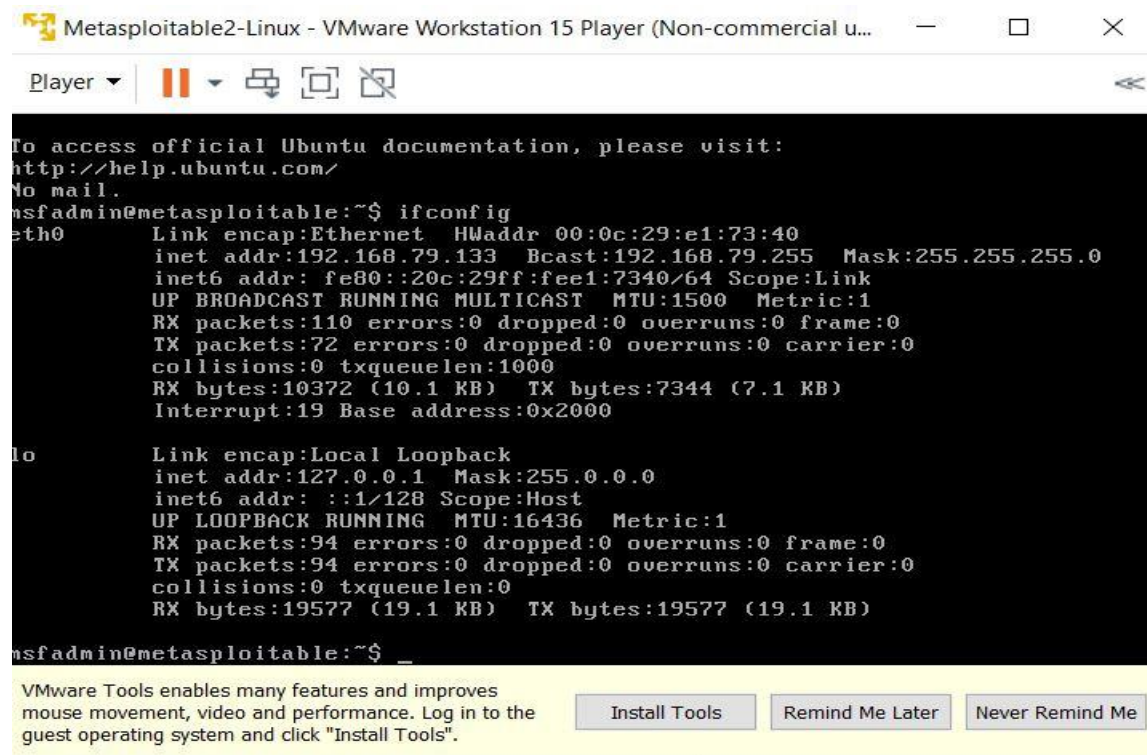 Metasploitable2-Linux - VMware Workstation 15 Player (Non-commercial u...
Player
To access official Ubuntu documentation, please visit:
http://help.ubuntu.com/
No mail.
msfadmin@metasploitable:~$ ifconfig
eth0 Link encap:Ethernet HWaddr 00:0c:29:e1:73:40
inet addr:192.168.79.133 Bcast:192.168.79.255 Mask:255.255.255.0
inet6 addr: fe80::20c:29ff:fee1:7340/64 Scope:Link
UP BROADCAST RUNNING MULTICAST MTU:1500 Metric:1
RX packets:110 errors:0 dropped:0 overruns:0 frame:0
TX packets:72 errors:0 dropped:0 overruns:0 carrier:0
collisions:0 txqueuelen:1000
RX bytes:10372 (10.1 KB) TX bytes:7344 (7.1 KB)
Interrupt:19 Base address:0x2000
lo Link encap:Local Loopback
inet addr:127.0.0.1 Mask:255.0.0.0
inet6 addr: ::1/128 Scope:Host
UP LOOPBACK RUNNING MTU:16436 Metric:1
RX packets:94 errors:0 dropped:0 overruns:0 frame:0
TX packets:94 errors:0 dropped:0 overruns:0 carrier:0
collisions:0 txqueuelen:0
RX bytes:19577 (19.1 KB) TX bytes:19577 (19.1 KB)
msfadmin@metasploitable:~$ _
VMware Tools enables many features and improves
mouse movement, video and performance. Log in to the
guest operating system and click "Install Tools".
Install Tools Remind Me Later Never Remind Me